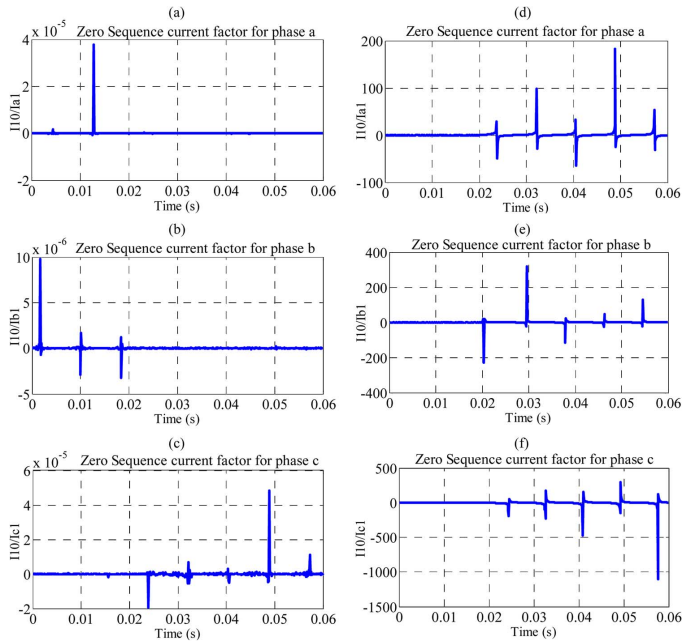 (a)
x 10^-5 Zero Sequence current factor for phase a
4
2
0
-2
I10/Ia1
0 0.01 0.02 0.03 0.04 0.05 0.06
Time (s)
(b)
x 10^-6 Zero Sequence current factor for phase b
10
5
0
-5
I10/Ib1
0 0.01 0.02 0.03 0.04 0.05 0.06
Time (s)
(c)
x 10^-5 Zero Sequence current factor for phase c
6
4
2
0
-2
I10/Ic1
0 0.01 0.02 0.03 0.04 0.05 0.06
Time (s)
(d)
Zero Sequence current factor for phase a
200
100
0
-100
I10/Ia1
0 0.01 0.02 0.03 0.04 0.05 0.06
Time (s)
(e)
Zero Sequence current factor for phase b
400
200
0
-200
-400
I10/Ib1
0 0.01 0.02 0.03 0.04 0.05 0.06
Time (s)
(f)
Zero Sequence current factor for phase c
500
0
-500
-1000
-1500
I10/Ic1
0 0.01 0.02 0.03 0.04 0.05 0.06
Time (s)